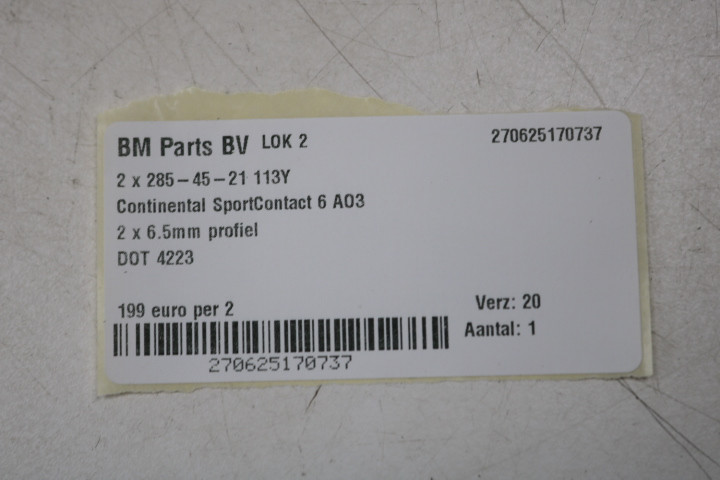 BM Parts BV LOK 2 270625170737
2 x 285-45-21 113Y
Continental SportContact 6 AO3
2 x 6.5mm profiel
DOT 4223
199 euro per 2 Verz: 20
Aantal: 1
270625170737